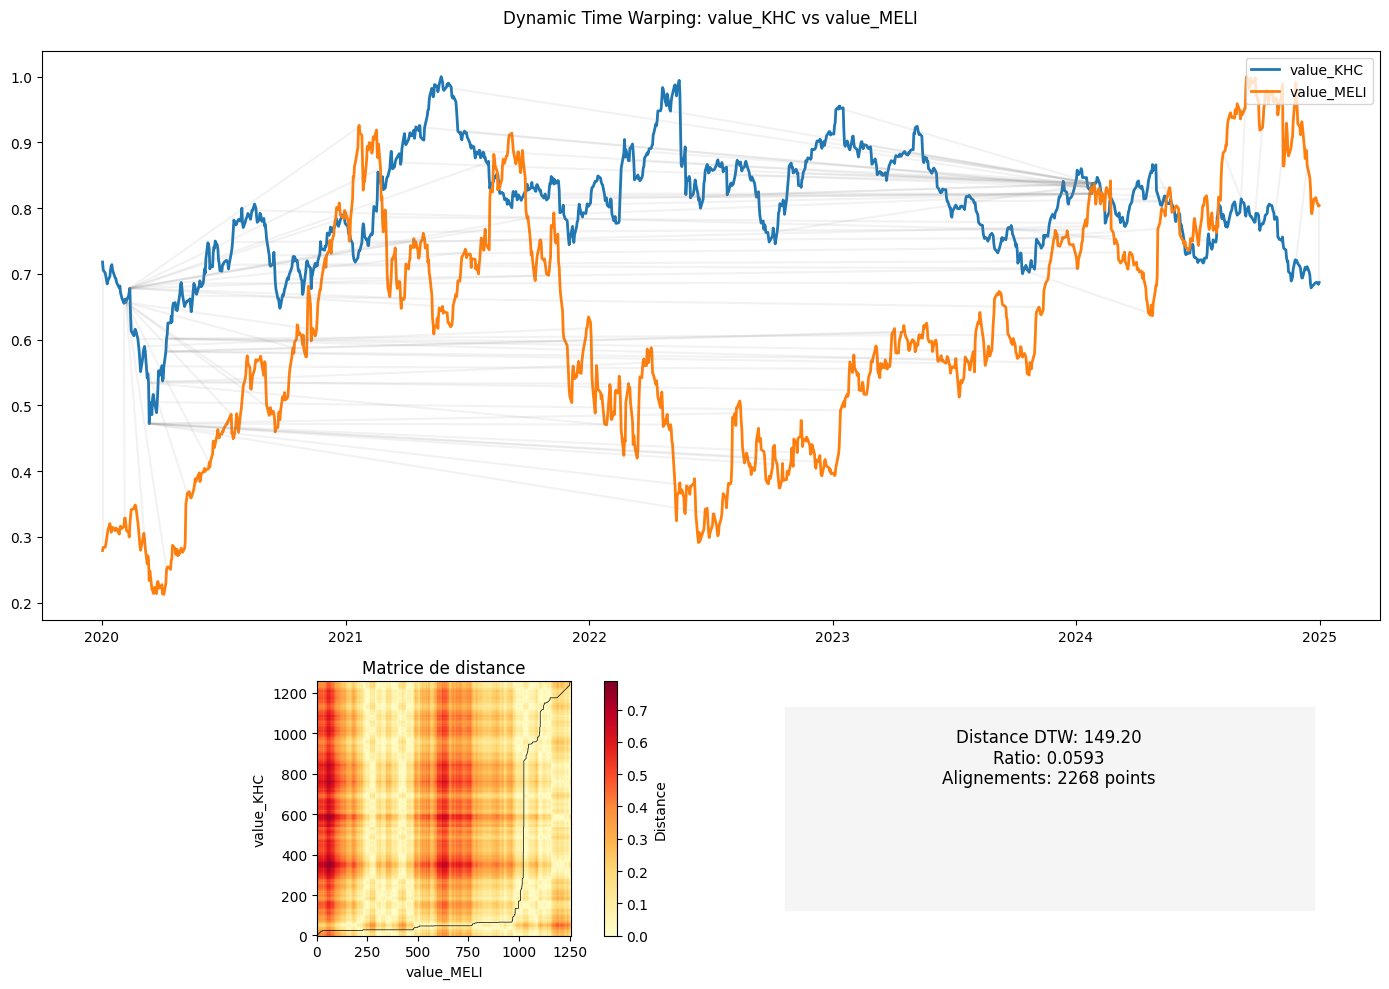 Dynamic Time Warping: value_KHC vs value_MELI
value_KHC
value_MELI
1.0
0.9
0.8
0.7
0.6
0.5
0.4
0.3
0.2
2020 2021 2022 2023 2024 2025
Matrice de distance
value_KHC
1200
1000
800
600
400
200
0
0 250 500 750 1000 1250
value_MELI
0.7
0.6
0.5
0.4
0.3
0.2
0.1
0.0
Distance
Distance DTW: 149.20
Ratio: 0.0593
Alignements: 2268 points